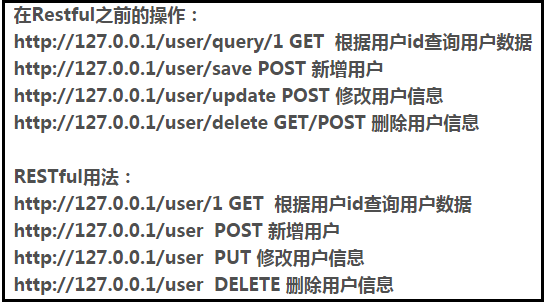 在Restful之前的操作：
http://127.0.0.1/user/query/1 GET  根据用户id查询用户数据
http://127.0.0.1/user/save POST 新增用户
http://127.0.0.1/user/update POST 修改用户信息
http://127.0.0.1/user/delete GET/POST 删除用户信息
RESTful用法：
http://127.0.0.1/user/1 GET  根据用户id查询用户数据
http://127.0.0.1/user  POST 新增用户
http://127.0.0.1/user  PUT 修改用户信息
http://127.0.0.1/user  DELETE 删除用户信息